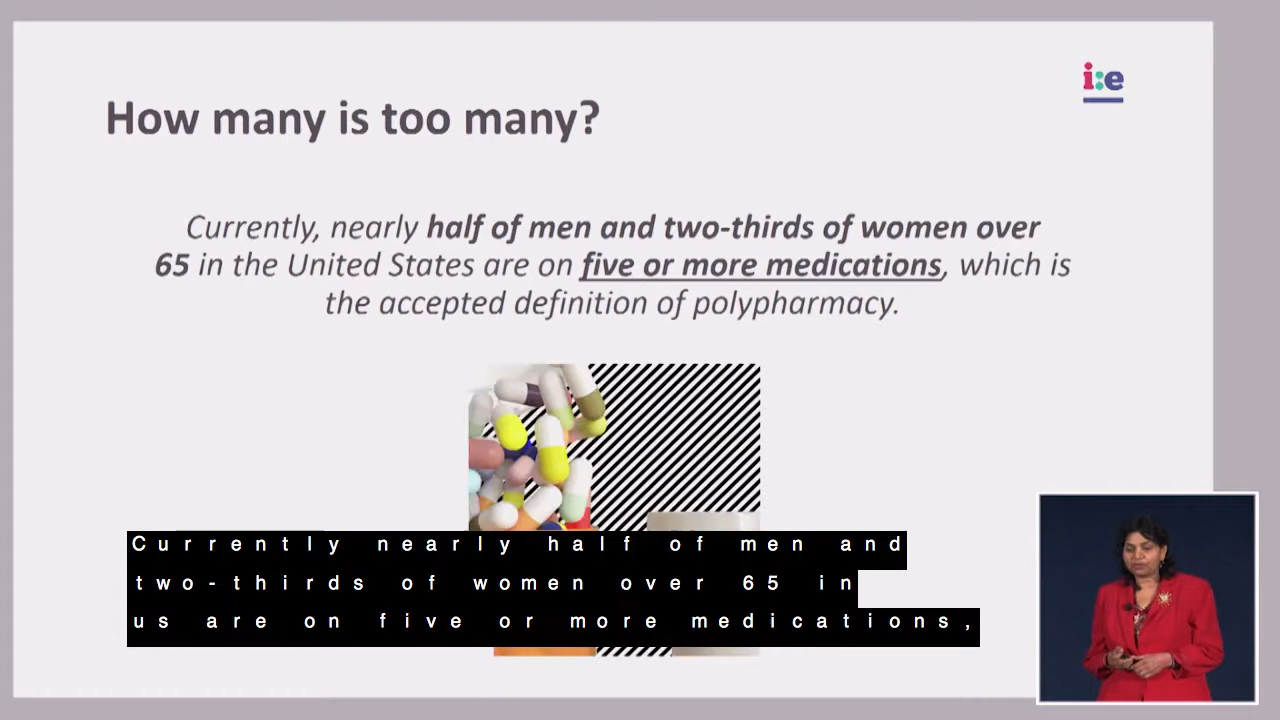 i:e
How many is too many?
Currently, nearly half of men and two-thirds of women over
65 in the United States are on five or more medications, which is
the accepted definition of polypharmacy.
Currently nearly half of men and
two-thirds of women over 65 in
us are on five or more medications,